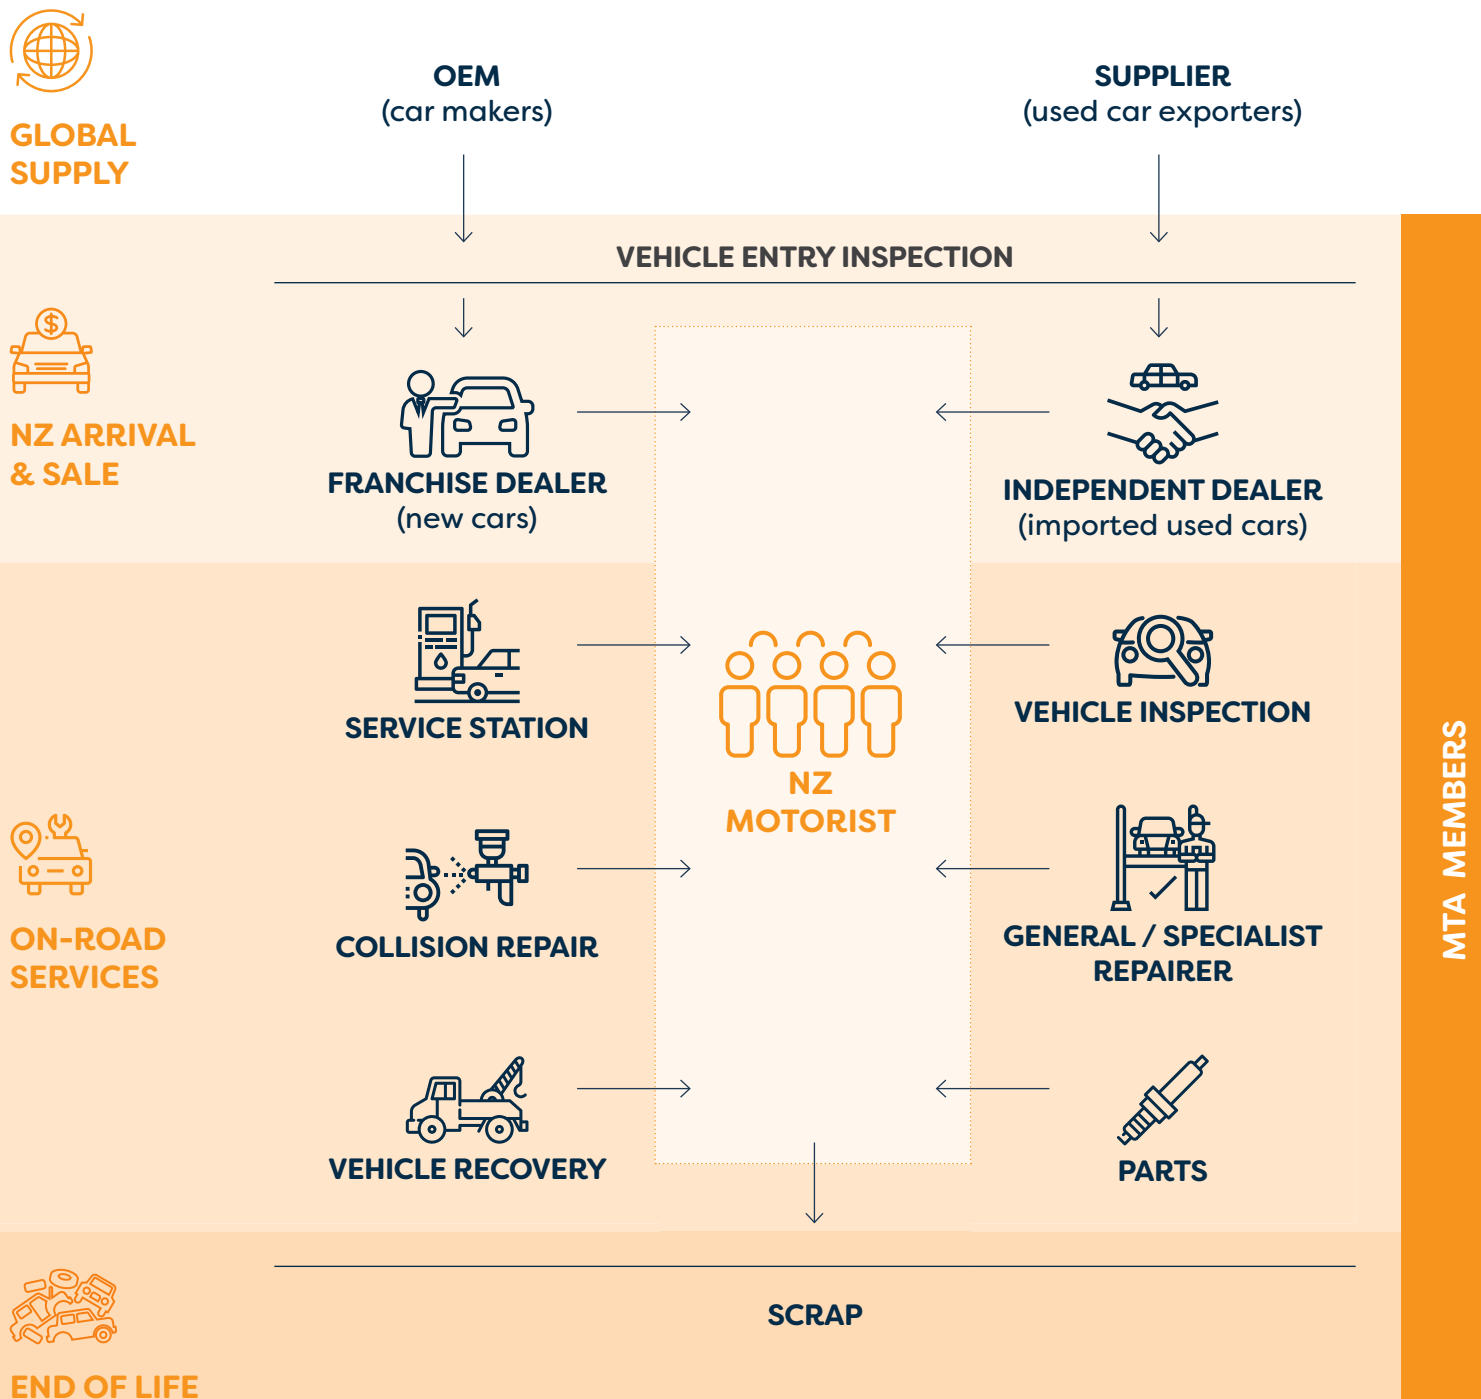 GLOBAL
SUPPLY
OEM
(car makers)
SUPPLIER
(used car exporters)
VEHICLE ENTRY INSPECTION
NZ ARRIVAL
& SALE
FRANCHISE DEALER
(new cars)
INDEPENDENT DEALER
(imported used cars)
ON-ROAD
SERVICES
SERVICE STATION
VEHICLE INSPECTION
NZ
MOTORIST
COLLISION REPAIR
GENERAL / SPECIALIST
REPAIRER
VEHICLE RECOVERY
PARTS
END OF LIFE
SCRAP
MTA MEMBERS